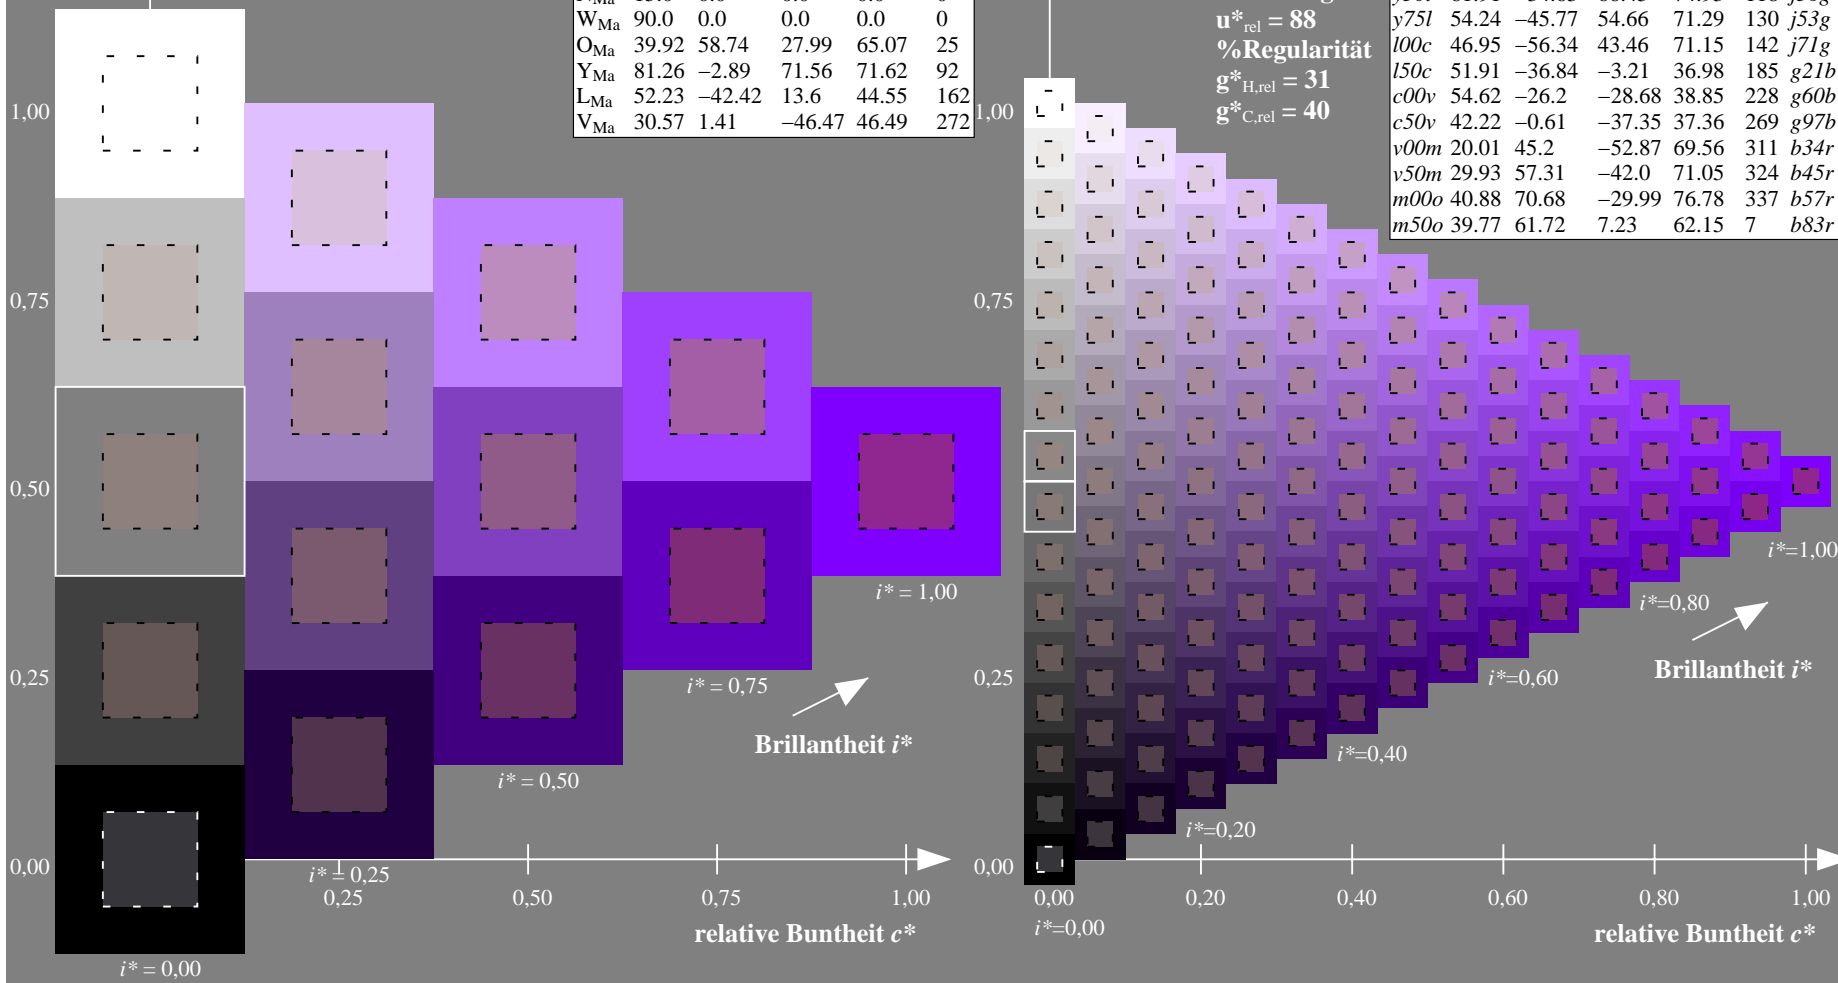 W_Ma 90.0 0.0 0.0 0.0 0
O_Ma 39.92 58.74 27.99 65.07 25
Y_Ma 81.26 −2.89 71.56 71.62 92
L_Ma 52.23 −42.42 13.6 44.55 162
V_Ma 30.57 1.41 −46.47 46.49 272
1,00
0,75
0,50
0,25
0,00
i* = 1,00
i* = 0,75
Brillantheit i*
i* = 0,50
i* = 0,25
0,25 0,50 0,75 1,00
relative Buntheit c*
i* = 0,00
u*rel = 88
%Regularität
g*H,rel = 31
g*C,rel = 40
y75l 54.24 −45.77 54.66 71.29 130 j53g
l00c 46.95 −56.34 43.46 71.15 142 j71g
l50c 51.91 −36.84 −3.21 36.98 185 g21b
c00v 54.62 −26.2 −28.68 38.85 228 g60b
c50v 42.22 −0.61 −37.35 37.36 269 g97b
v00m 20.01 45.2 −52.87 69.56 311 b34r
v50m 29.93 57.31 −42.0 71.05 324 b45r
m00o 40.88 70.68 −29.99 76.78 337 b57r
m50o 39.77 61.72 7.23 62.15 7 b83r
1,00
0,75
0,25
0,00
i*=1,00
i*=0,80
Brillantheit i*
i*=0,60
i*=0,40
i*=0,20
0,00 0,20 0,40 0,60 0,80 1,00
i*=0,00
relative Buntheit c*